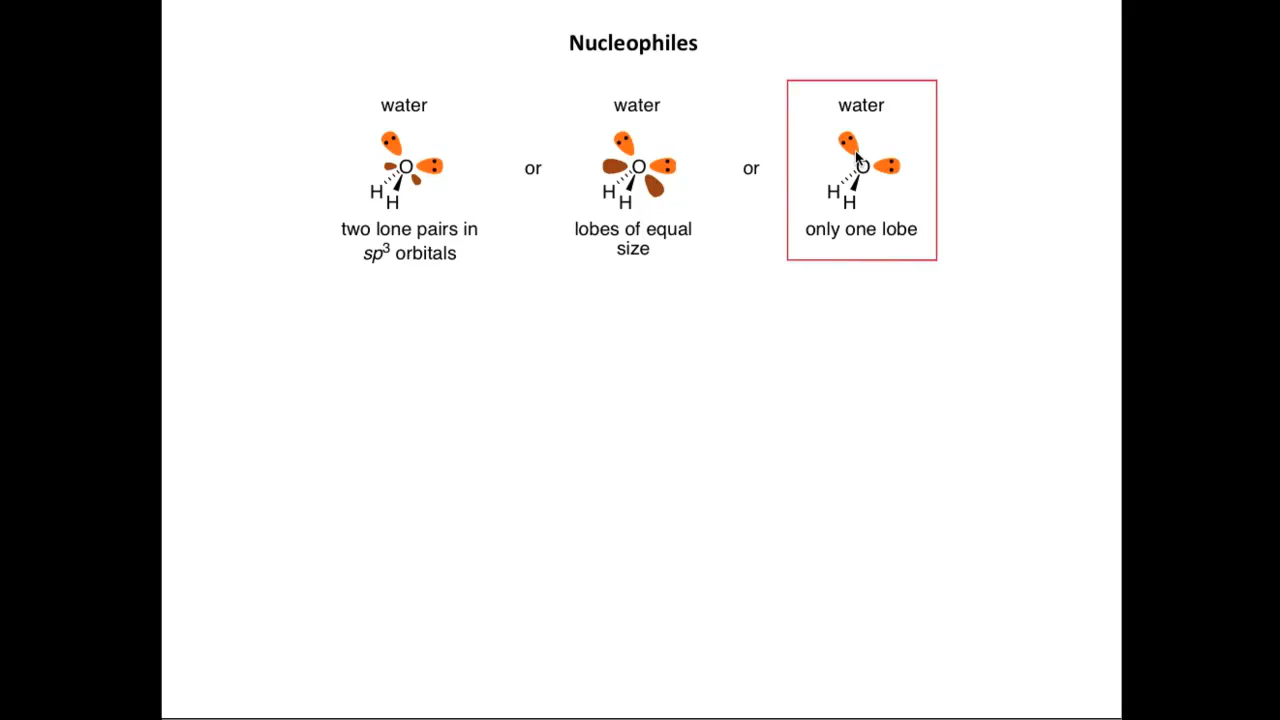 Nucleophiles
water
O
H
H
two lone pairs in
sp³ orbitals
or
water
O
H
H
lobes of equal
size
or
water
O
H
H
only one lobe